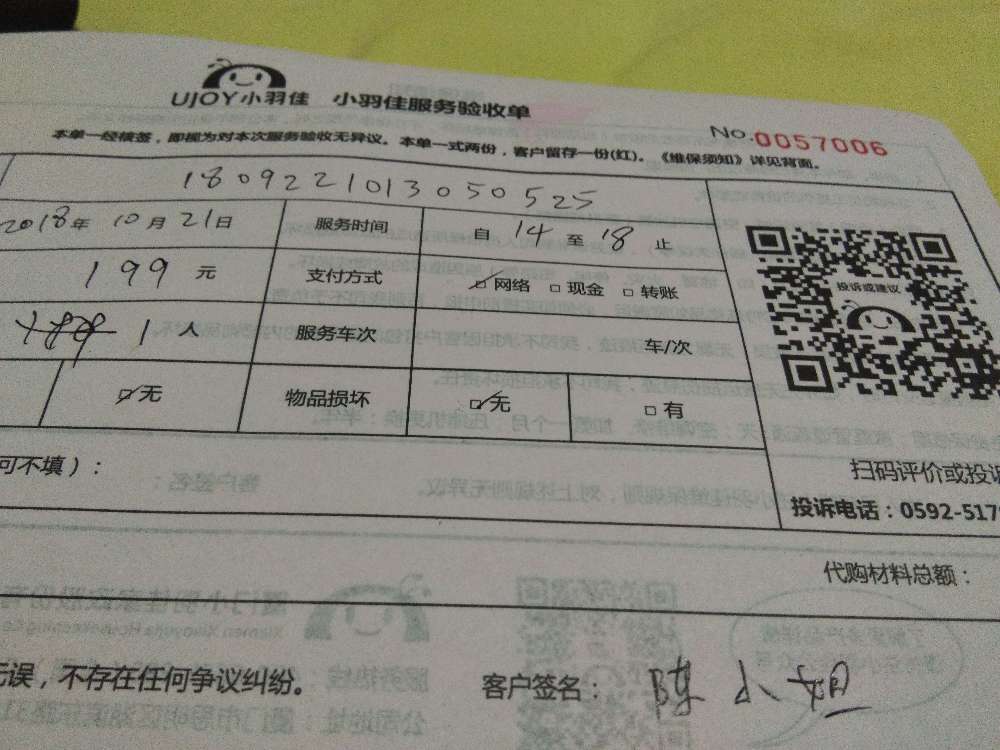 UJOY小羽佳 小羽佳服务验收单
No.0057006
本单一经核签，即视为对本次服务验收无异议。本单一式两份，客户留存一份(红)。《维保须知》详见背面。
1809221013050525
2018年 10月 21日 服务时间 自 14 至 18 止
199 元 支付方式 ☑网络 □现金 □转账
1 人 服务车次 车/次
☑无 物品损坏 ☑无 □有
投诉或建议
可不填）：
扫码评价或投诉
投诉电话：0592-517
代购材料总额：
无误，不存在任何争议纠纷。 客户签名：陈小